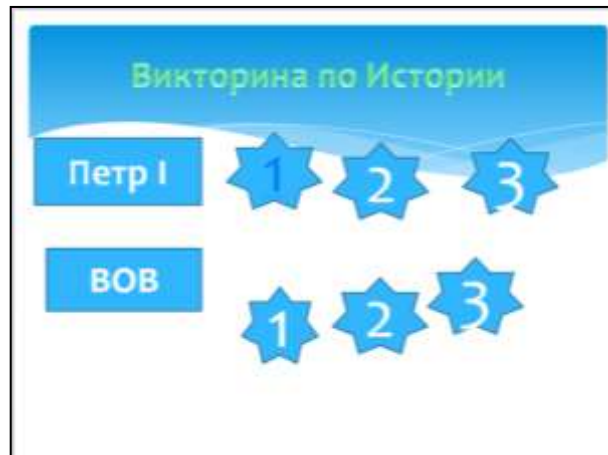 Викторина по Истории
Петр I 1 2 3
ВОВ 1 2 3